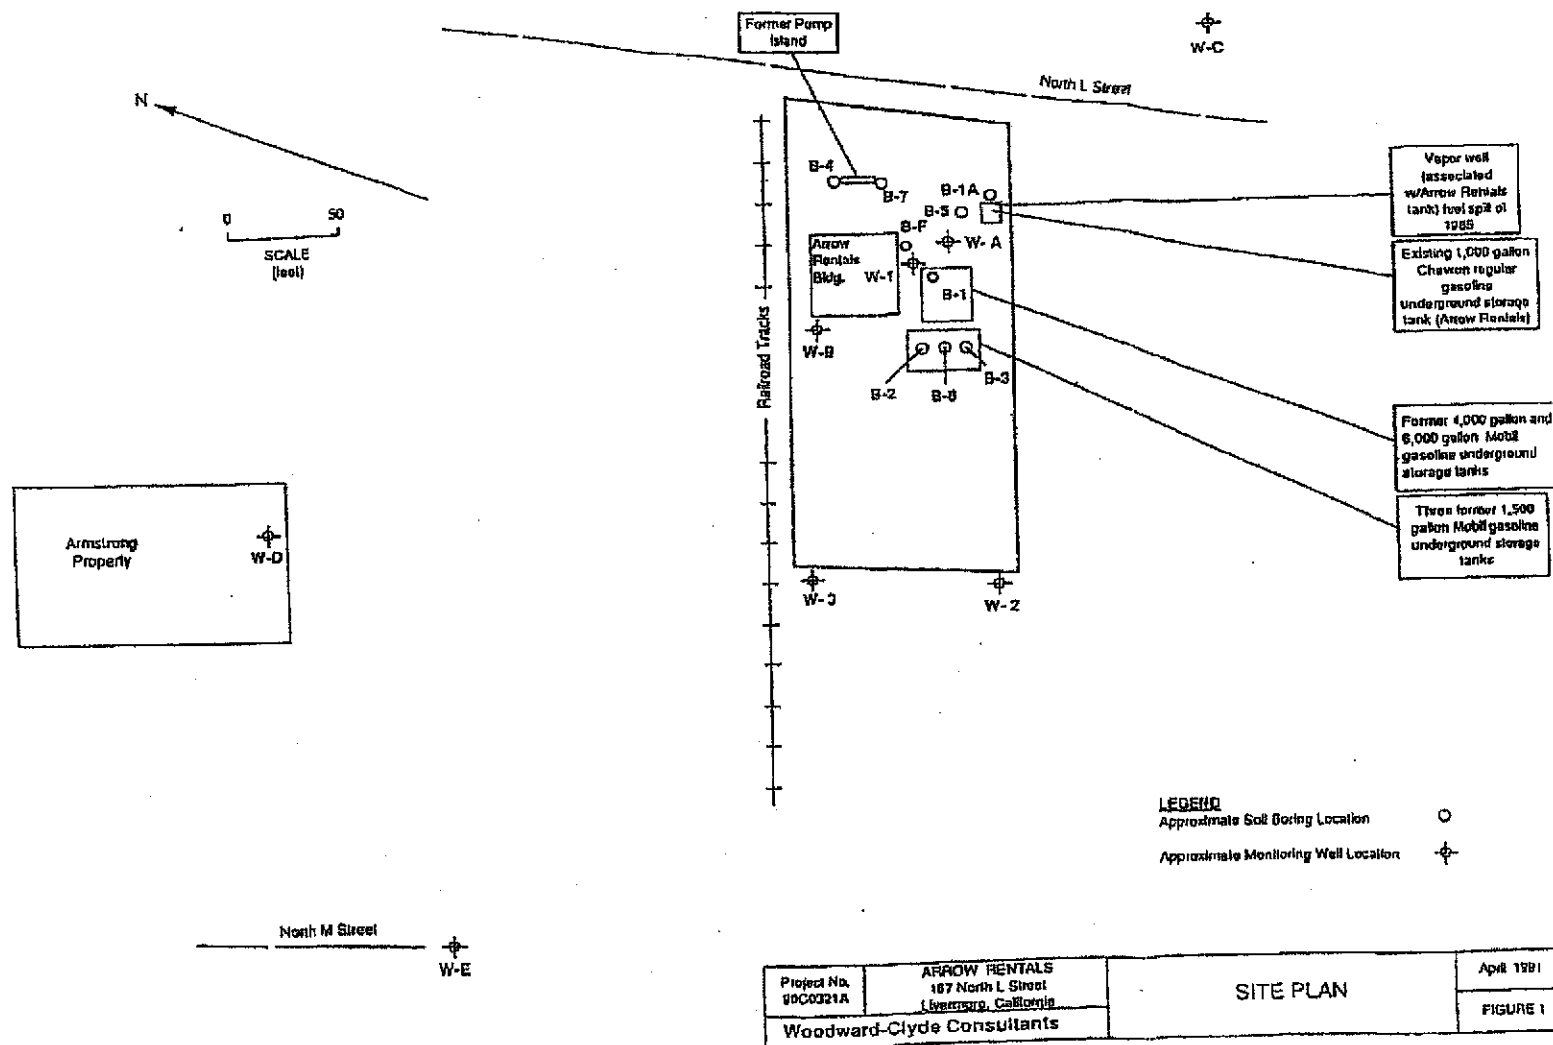 Former Pump
Island
W-C
North L Street
N
0 50
SCALE
(feet)
Vapor well
(associated
w/Arrow Rentals
tank) fuel spill of
B-4
B-7
B-1A
B-5
B-F
W-A
Arrow
Rentals
Bldg.
W-1
B-1
Existing 1,000 gallon
Chevron regular
gasoline
underground storage
tank (Arrow Rentals)
Railroad Tracks
W-B
B-2
B-3
Former 4,000 gallon and
6,000 gallon Mobil
gasoline underground
storage tanks
Three former 1,500
gallon Mobil gasoline
underground storage
tanks
Armstrong
Property
W-D
W-3
W-2
LEGEND
Approximate Soil Boring Location
Approximate Monitoring Well Location
North M Street
W-E
Project No.
90C0321A
ARROW RENTALS
187 North L Street
Livermore, California
Woodward-Clyde Consultants
SITE PLAN
April 1991
FIGURE 1